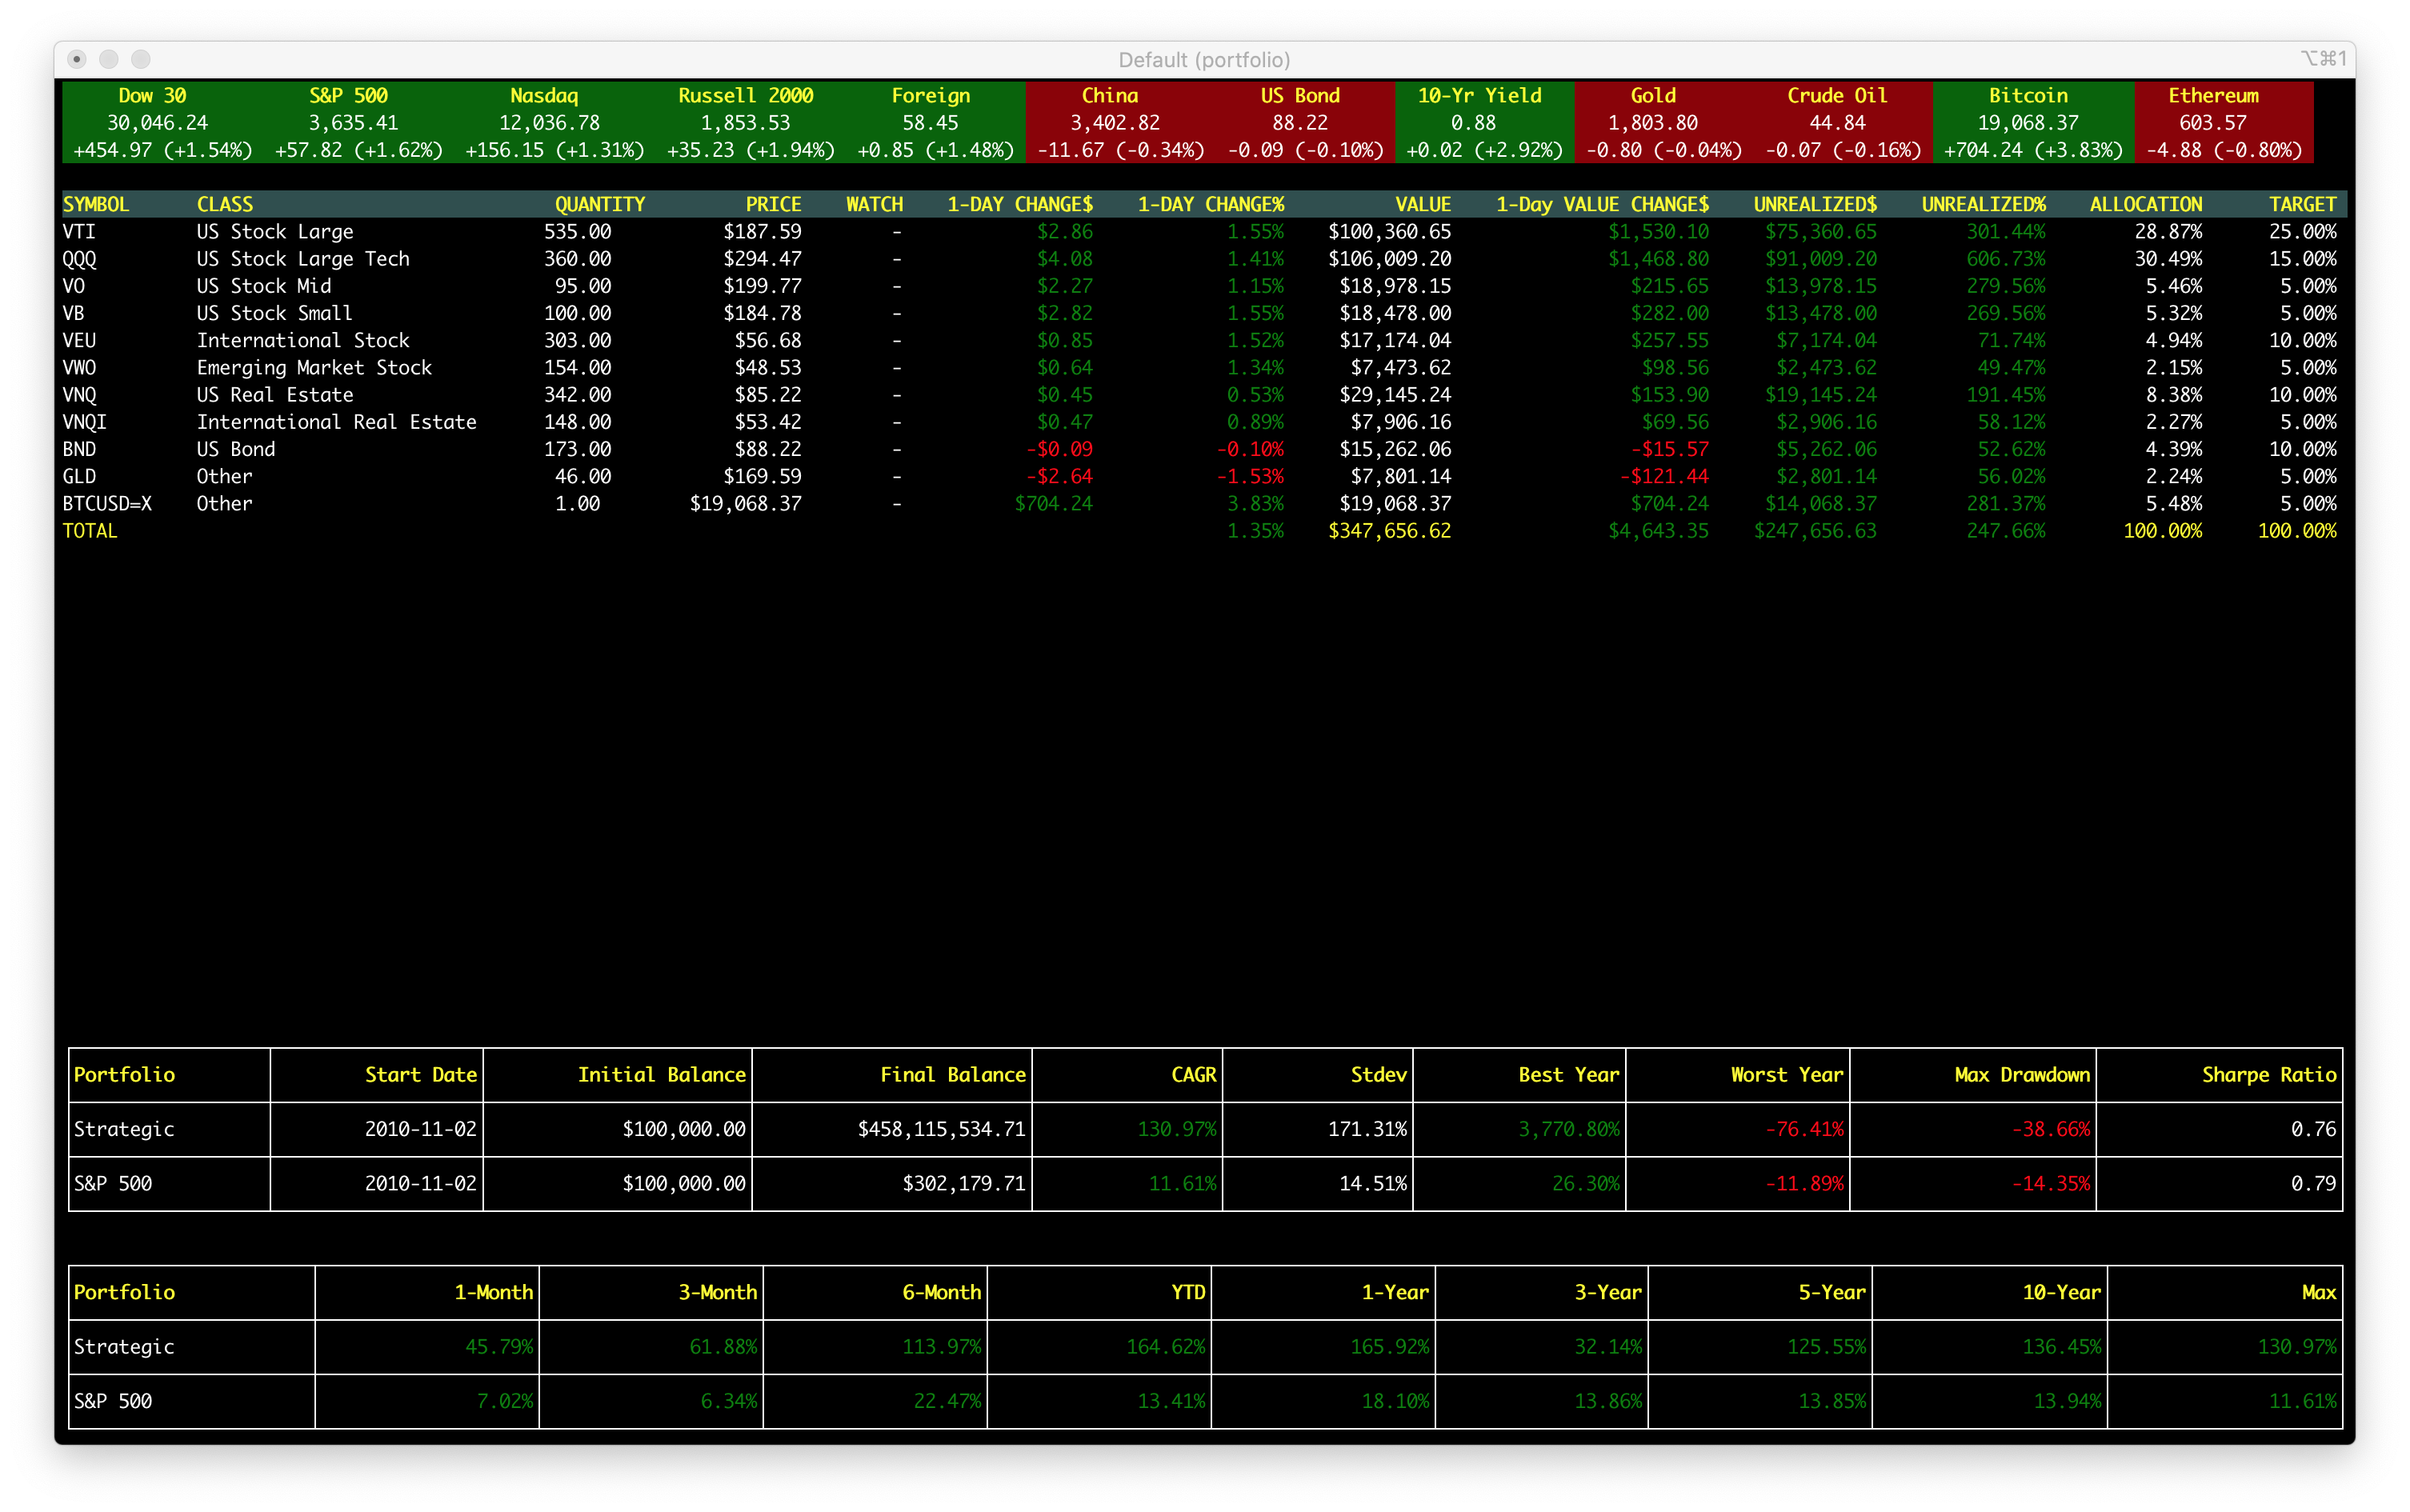 Default (portfolio) ⌥⌘1
Dow 30 S&P 500 Nasdaq Russell 2000 Foreign China US Bond 10-Yr Yield Gold Crude Oil Bitcoin Ethereum
30,046.24 3,635.41 12,036.78 1,853.53 58.45 3,402.82 88.22 0.88 1,803.80 44.84 19,068.37 603.57
+454.97 (+1.54%) +57.82 (+1.62%) +156.15 (+1.31%) +35.23 (+1.94%) +0.85 (+1.48%) -11.67 (-0.34%) -0.09 (-0.10%) +0.02 (+2.92%) -0.80 (-0.04%) -0.07 (-0.16%) +704.24 (+3.83%) -4.88 (-0.80%)
SYMBOL CLASS QUANTITY PRICE WATCH 1-DAY CHANGE$ 1-DAY CHANGE% VALUE 1-Day VALUE CHANGE$ UNREALIZED$ UNREALIZED% ALLOCATION TARGET
VTI US Stock Large 535.00 $187.59 - $2.86 1.55% $100,360.65 $1,530.10 $75,360.65 301.44% 28.87% 25.00%
QQQ US Stock Large Tech 360.00 $294.47 - $4.08 1.41% $106,009.20 $1,468.80 $91,009.20 606.73% 30.49% 15.00%
VO US Stock Mid 95.00 $199.77 - $2.27 1.15% $18,978.15 $215.65 $13,978.15 279.56% 5.46% 5.00%
VB US Stock Small 100.00 $184.78 - $2.82 1.55% $18,478.00 $282.00 $13,478.00 269.56% 5.32% 5.00%
VEU International Stock 303.00 $56.68 - $0.85 1.52% $17,174.04 $257.55 $7,174.04 71.74% 4.94% 10.00%
VWO Emerging Market Stock 154.00 $48.53 - $0.64 1.34% $7,473.62 $98.56 $2,473.62 49.47% 2.15% 5.00%
VNQ US Real Estate 342.00 $85.22 - $0.45 0.53% $29,145.24 $153.90 $19,145.24 191.45% 8.38% 10.00%
VNQI International Real Estate 148.00 $53.42 - $0.47 0.89% $7,906.16 $69.56 $2,906.16 58.12% 2.27% 5.00%
BND US Bond 173.00 $88.22 - -$0.09 -0.10% $15,262.06 -$15.57 $5,262.06 52.62% 4.39% 10.00%
GLD Other 46.00 $169.59 - -$2.64 -1.53% $7,801.14 -$121.44 $2,801.14 56.02% 2.24% 5.00%
BTCUSD=X Other 1.00 $19,068.37 - $704.24 3.83% $19,068.37 $704.24 $14,068.37 281.37% 5.48% 5.00%
TOTAL 1.35% $347,656.62 $4,643.35 $247,656.63 247.66% 100.00% 100.00%
Portfolio Start Date Initial Balance Final Balance CAGR Stdev Best Year Worst Year Max Drawdown Sharpe Ratio
Strategic 2010-11-02 $100,000.00 $458,115,534.71 130.97% 171.31% 3,770.80% -76.41% -38.66% 0.76
S&P 500 2010-11-02 $100,000.00 $302,179.71 11.61% 14.51% 26.30% -11.89% -14.35% 0.79
Portfolio 1-Month 3-Month 6-Month YTD 1-Year 3-Year 5-Year 10-Year Max
Strategic 45.79% 61.88% 113.97% 164.62% 165.92% 32.14% 125.55% 136.45% 130.97%
S&P 500 7.02% 6.34% 22.47% 13.41% 18.10% 13.86% 13.85% 13.94% 11.61%